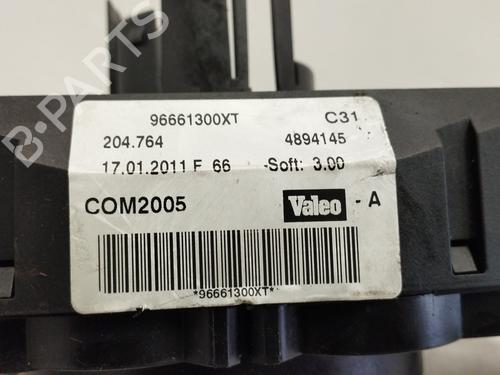 B-PARTS
96661300XT C31
204.764 4894145
17.01.2011 F 66 -Soft: 3.00
COM2005 Valeo - A
*96661300XT*